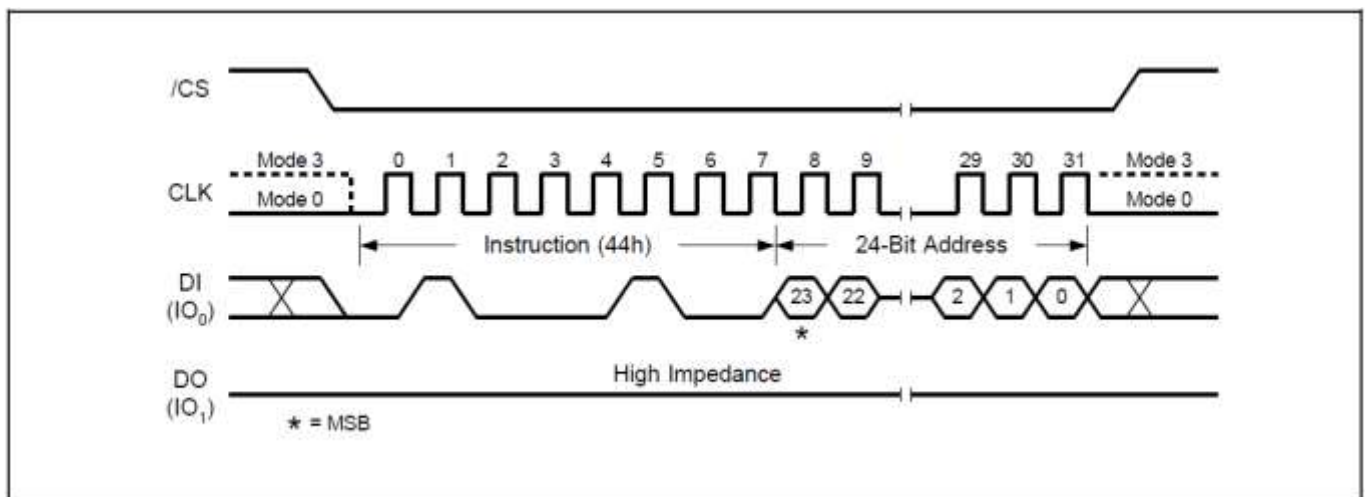 /CS
Mode 3 0 1 2 3 4 5 6 7 8 9 29 30 31 Mode 3
CLK
Mode 0 Mode 0
Instruction (44h) 24-Bit Address
DI
(IO0) 23 22 2 1 0
*
DO
(IO1) High Impedance
* = MSB